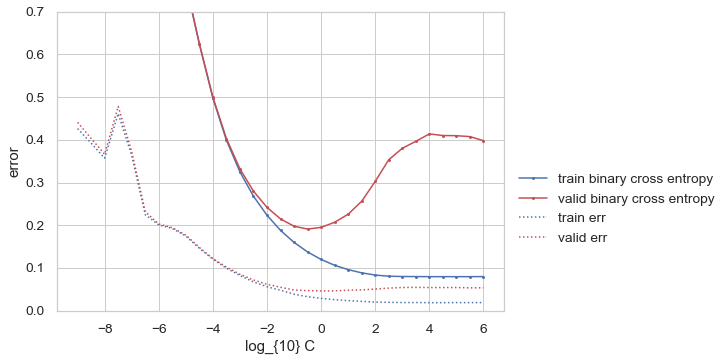 0.7
0.6
0.5
0.4
0.3
0.2
0.1
0.0
error
−8
−6
−4
−2
0
2
4
6
log_{10} C
train binary cross entropy
valid binary cross entropy
train err
valid err